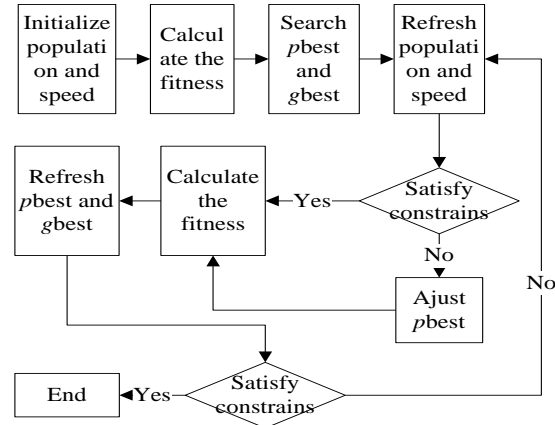 Initialize
populati
on and
speed
Calcul
ate the
fitness
Search
pbest
and
gbest
Refresh
populati
on and
speed
Refresh
pbest and
gbest
Calculate
the
fitness
Yes
Satisfy
constrains
No
No
Ajust
pbest
End
Yes
Satisfy
constrains